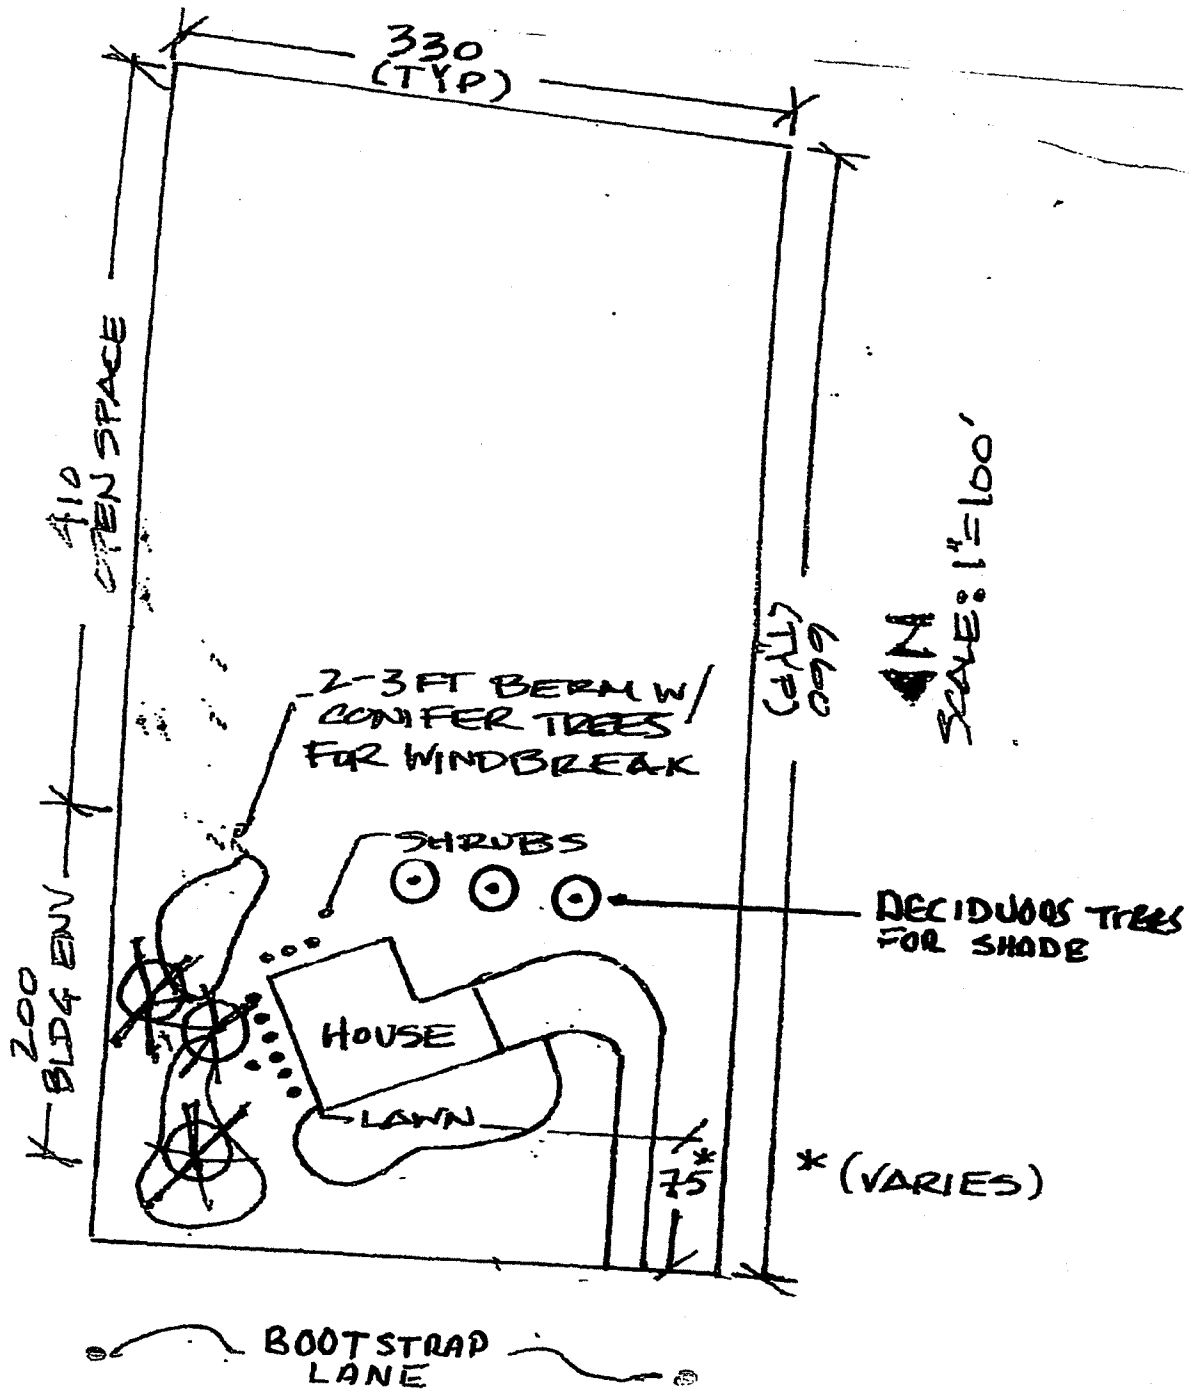 330
(TYP)
410
OPEN SPACE
SCALE: 1"=100'
N
660
(TYP)
2-3 FT BERM W/
CONIFER TREES
FOR WINDBREAK
SHRUBS
DECIDUOUS TREES
FOR SHADE
200
BLDG ENV
HOUSE
LAWN
75*
* (VARIES)
BOOTSTRAP
LANE